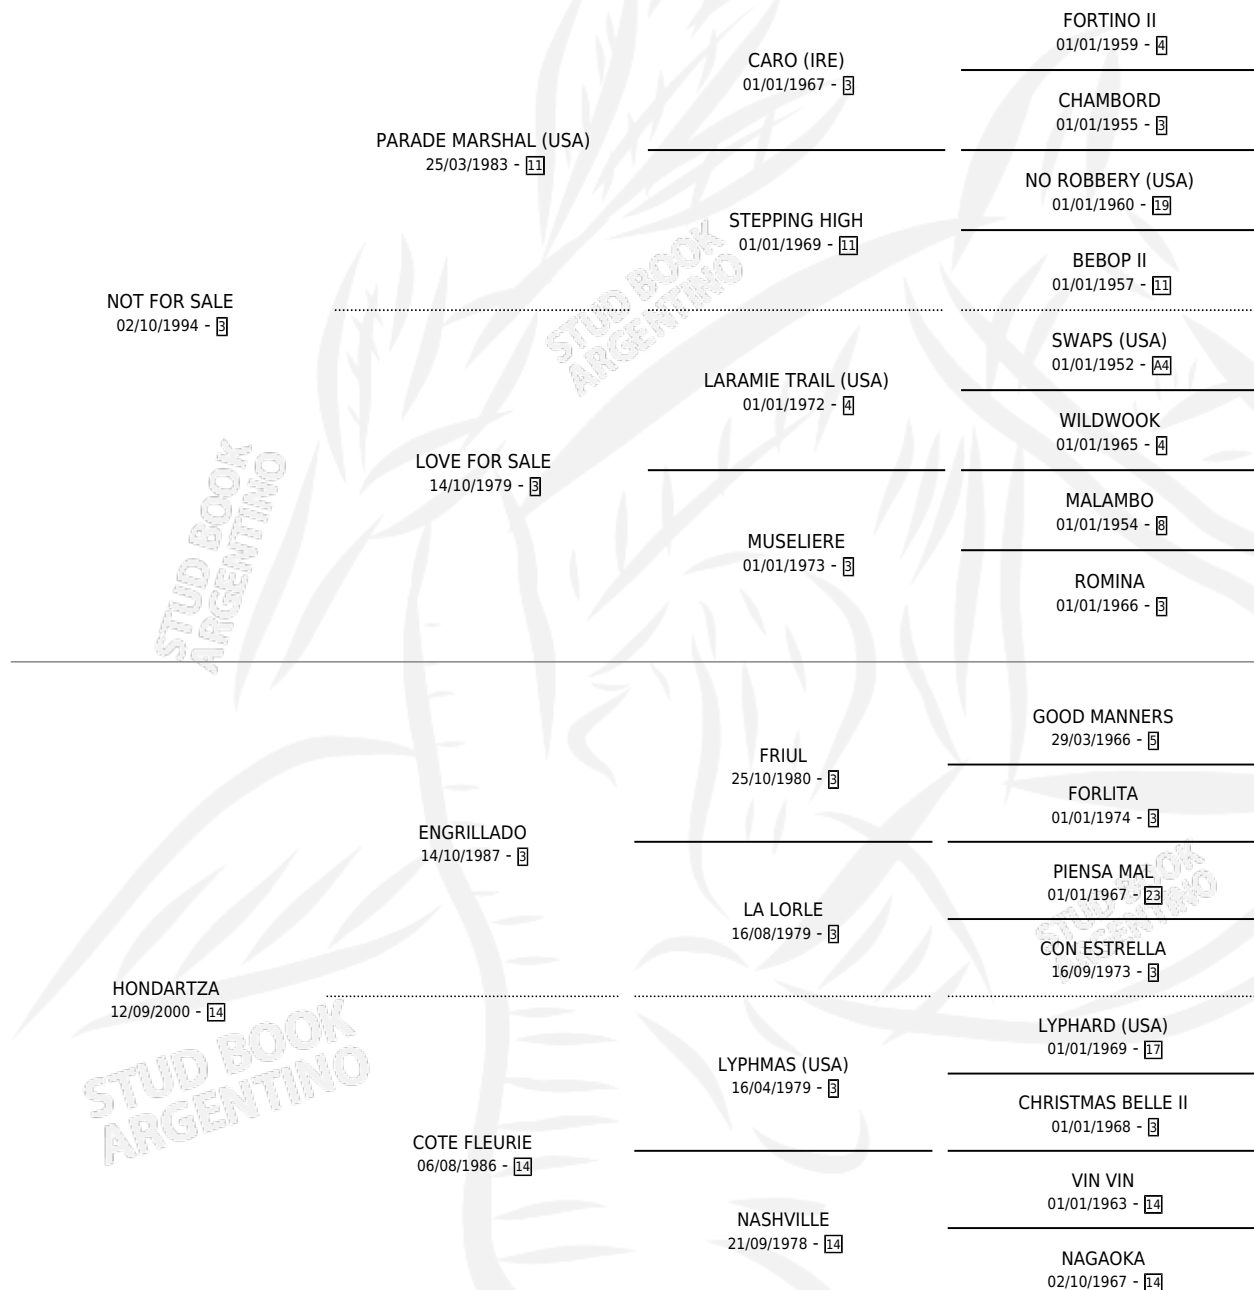 FORTINO II
01/01/1959 - 4
CARO (IRE)
01/01/1967 - 3
CHAMBORD
01/01/1955 - 3
PARADE MARSHAL (USA)
25/03/1983 - 11
NO ROBBERY (USA)
01/01/1960 - 19
STEPPING HIGH
01/01/1969 - 11
BEBOP II
01/01/1957 - 11
NOT FOR SALE
02/10/1994 - 3
STUD BOOK
ARGENTINO
SWAPS (USA)
01/01/1952 - A4
LARAMIE TRAIL (USA)
01/01/1972 - 4
WILDWOOK
01/01/1965 - 4
LOVE FOR SALE
14/10/1979 - 3
MALAMBO
01/01/1954 - 8
MUSELIERE
01/01/1973 - 3
ROMINA
01/01/1966 - 3
STUD BOOK
ARGENTINO
GOOD MANNERS
29/03/1966 - 5
FRIUL
25/10/1980 - 3
FORLITA
01/01/1974 - 3
ENGRILLADO
14/10/1987 - 3
PIENSA MAL
01/01/1967 - 23
LA LORLE
16/08/1979 - 3
STUD BOOK
ARGENTINO
CON ESTRELLA
16/09/1973 - 3
HONDARTZA
12/09/2000 - 14
LYPHARD (USA)
01/01/1969 - 17
STUD BOOK
ARGENTINO
LYPHMAS (USA)
16/04/1979 - 3
CHRISTMAS BELLE II
01/01/1968 - 3
COTE FLEURIE
06/08/1986 - 14
VIN VIN
01/01/1963 - 14
NASHVILLE
21/09/1978 - 14
NAGAOKA
02/10/1967 - 14